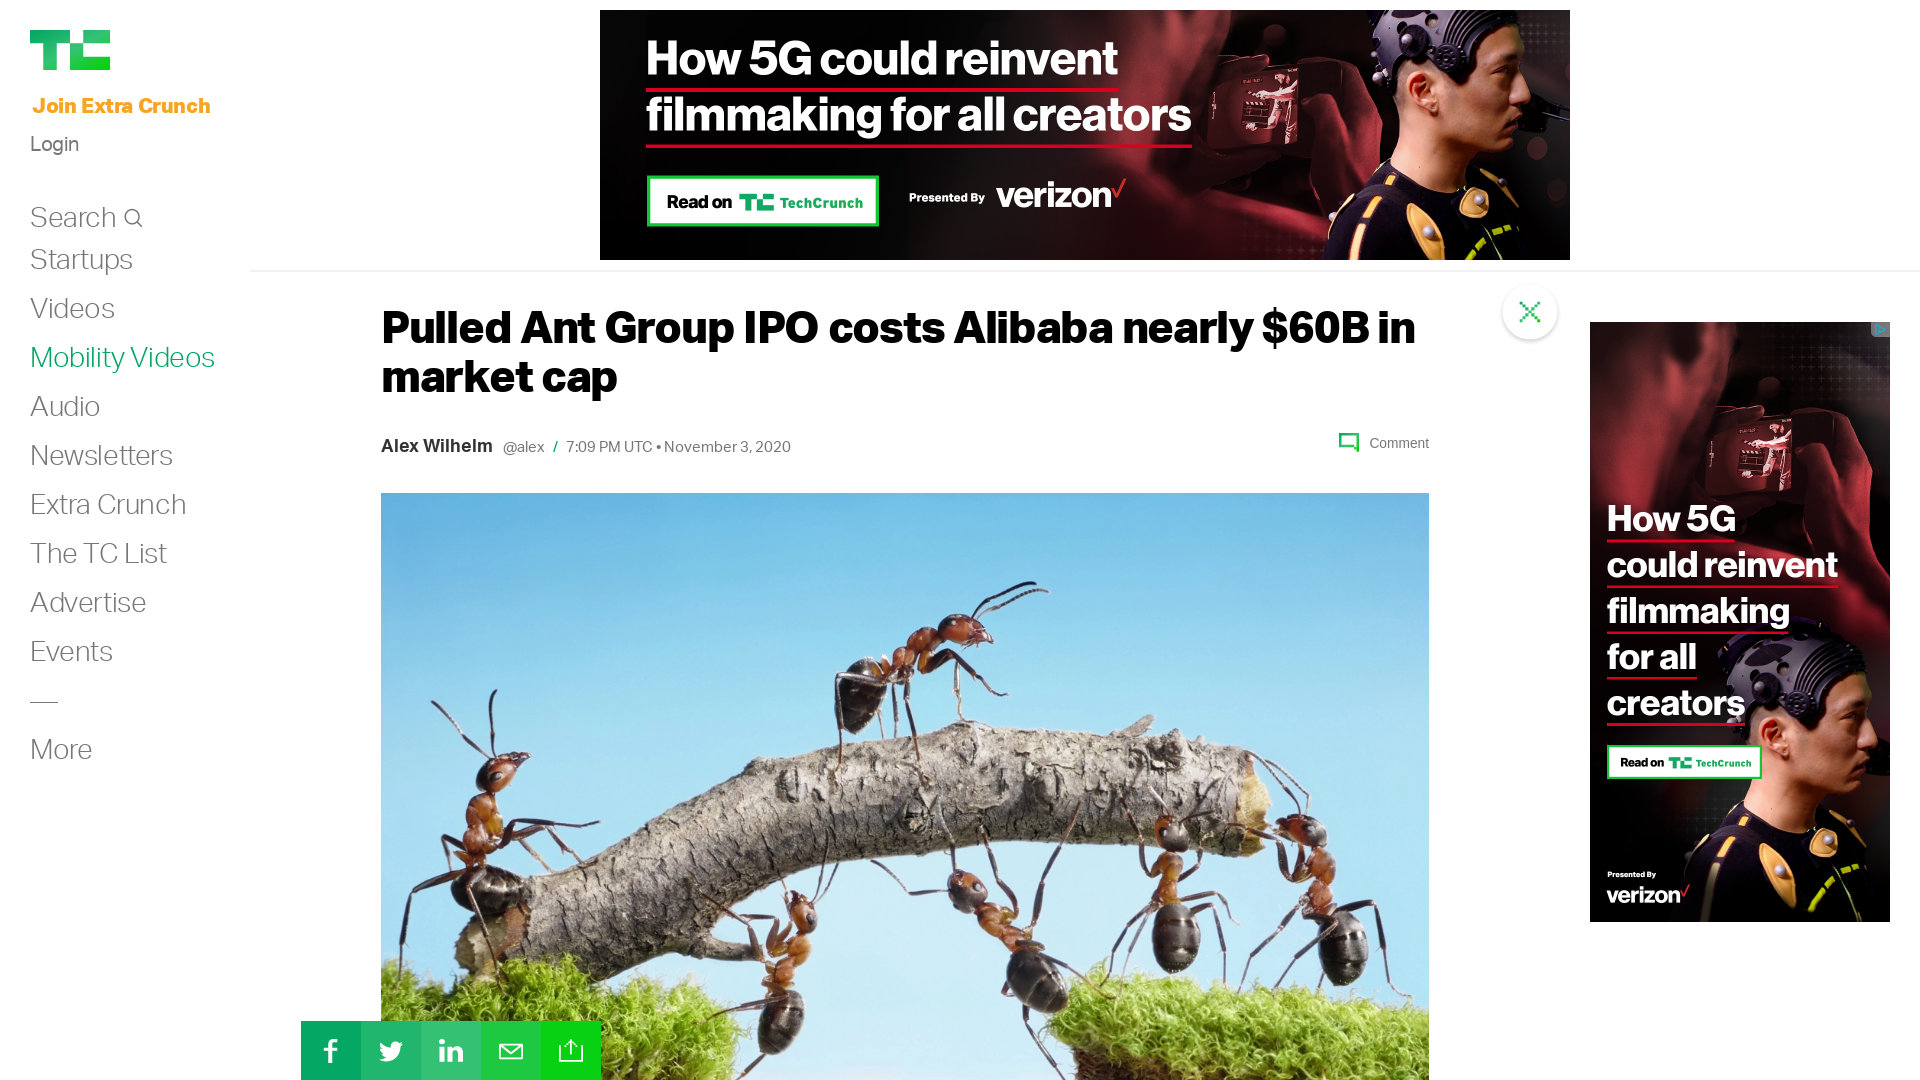 TC
Join Extra Crunch
Login
Search
Startups
Videos
Mobility Videos
Audio
Newsletters
Extra Crunch
The TC List
Advertise
Events
More
How 5G could reinvent
filmmaking for all creators
Read on TC TechCrunch
Presented By verizon
Pulled Ant Group IPO costs Alibaba nearly $60B in
market cap
Alex Wilhelm @alex / 7:09 PM UTC • November 3, 2020
Comment
How 5G
could reinvent
filmmaking
for all
creators
Read on TC TechCrunch
Presented By
verizon